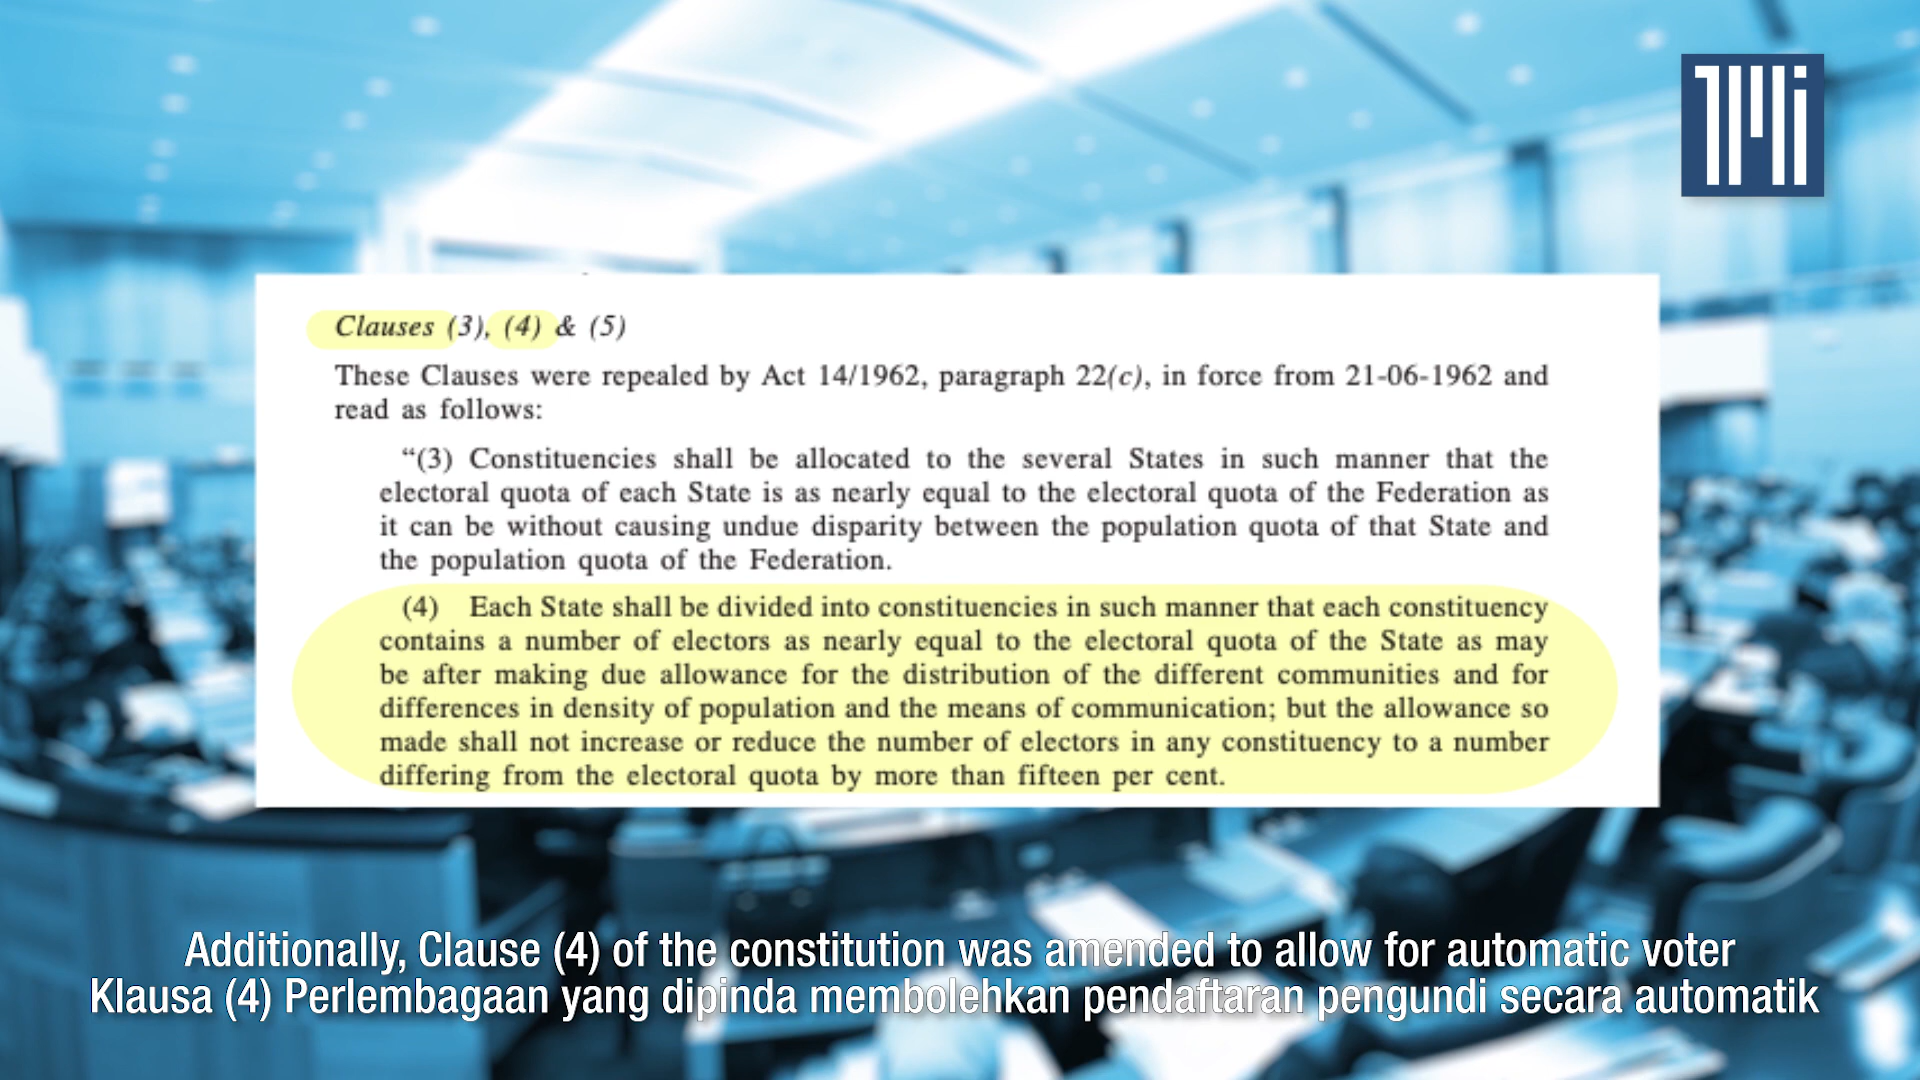 TMi
Clauses (3), (4) & (5)
These Clauses were repealed by Act 14/1962, paragraph 22(c), in force from 21-06-1962 and
read as follows:
“(3) Constituencies shall be allocated to the several States in such manner that the
electoral quota of each State is as nearly equal to the electoral quota of the Federation as
it can be without causing undue disparity between the population quota of that State and
the population quota of the Federation.
(4) Each State shall be divided into constituencies in such manner that each constituency
contains a number of electors as nearly equal to the electoral quota of the State as may
be after making due allowance for the distribution of the different communities and for
differences in density of population and the means of communication; but the allowance so
made shall not increase or reduce the number of electors in any constituency to a number
differing from the electoral quota by more than fifteen per cent.
Additionally, Clause (4) of the constitution was amended to allow for automatic voter
Klausa (4) Perlembagaan yang dipinda membolehkan pendaftaran pengundi secara automatik